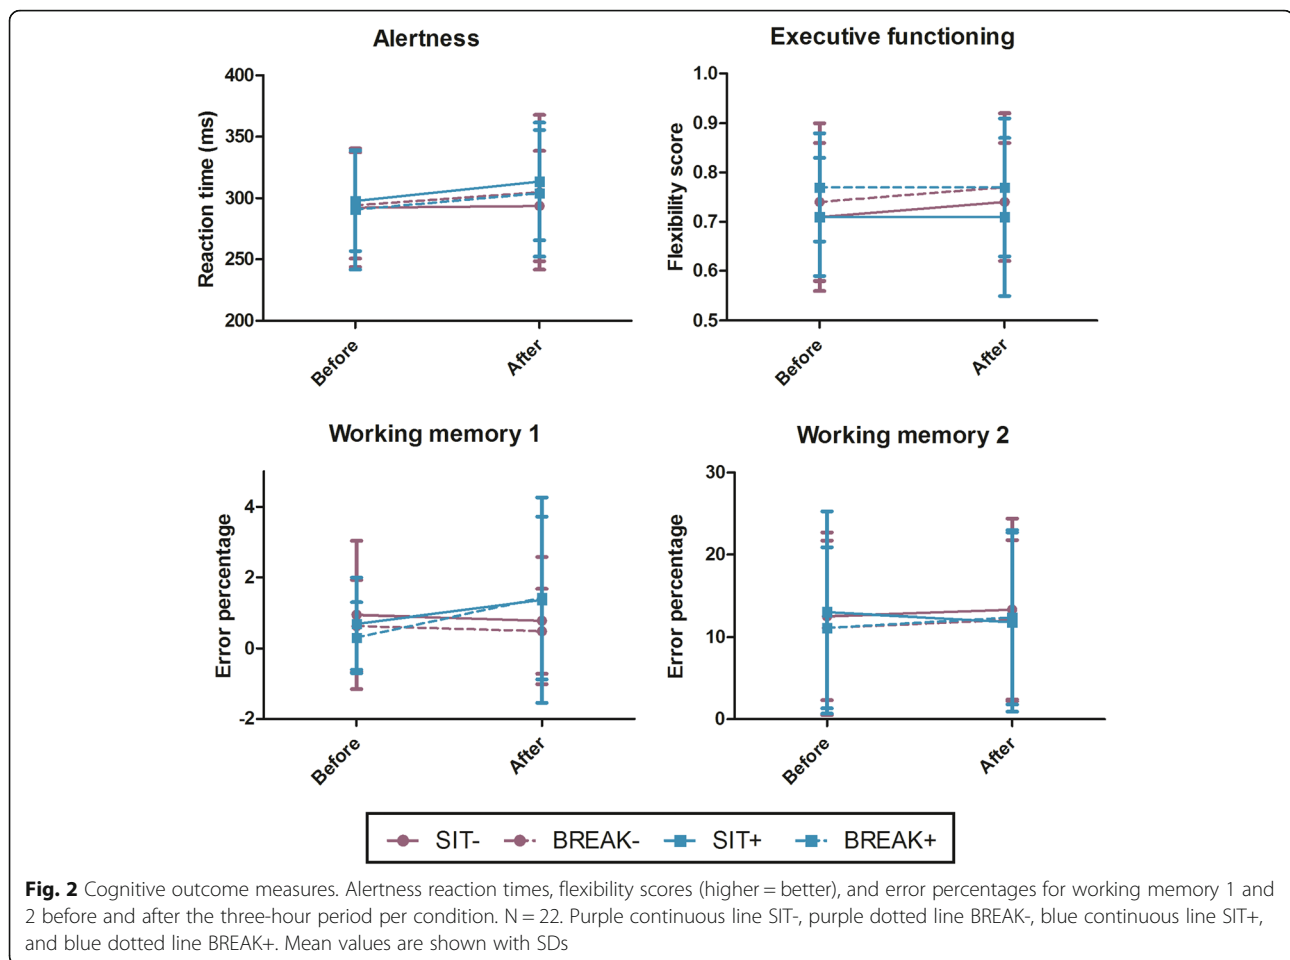 Alertness
Executive functioning
400
350
300
250
200
Reaction time (ms)
Before
After
1.0
0.9
0.8
0.7
0.6
0.5
Flexibility score
Before
After
Working memory 1
Working memory 2
4
2
0
-2
Error percentage
Before
After
30
20
10
0
Error percentage
Before
After
SIT- BREAK- SIT+ BREAK+
Fig. 2 Cognitive outcome measures. Alertness reaction times, flexibility scores (higher = better), and error percentages for working memory 1 and
2 before and after the three-hour period per condition. N = 22. Purple continuous line SIT-, purple dotted line BREAK-, blue continuous line SIT+,
and blue dotted line BREAK+. Mean values are shown with SDs